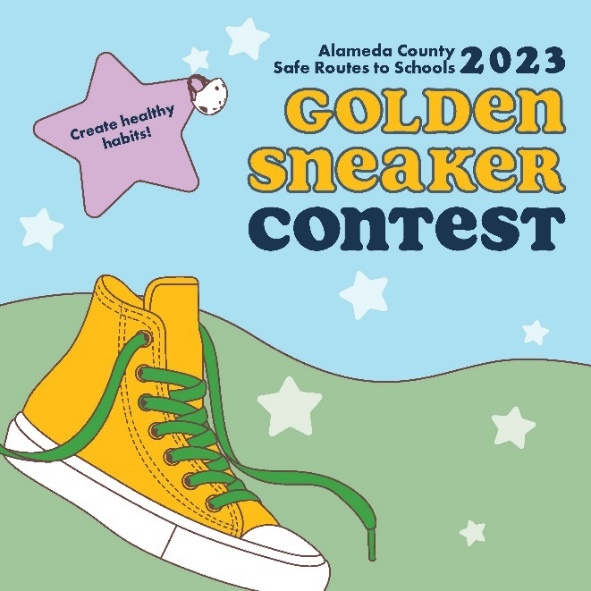 Alameda County
Safe Routes to Schools 2023
GOLDEN
SNEAKER
CONTEST
Create healthy
habits!